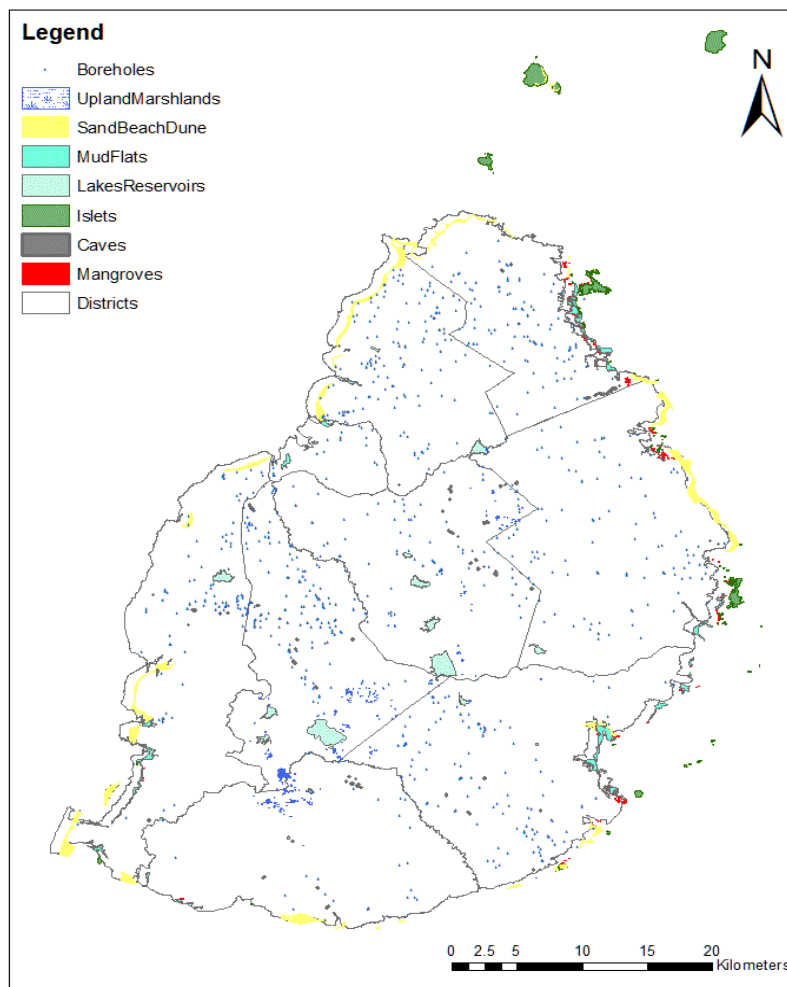 Legend
Boreholes
UplandMarshlands
SandBeachDune
MudFlats
LakesReservoirs
Islets
Caves
Mangroves
Districts
N
0 2.5 5 10 15 20
Kilometers